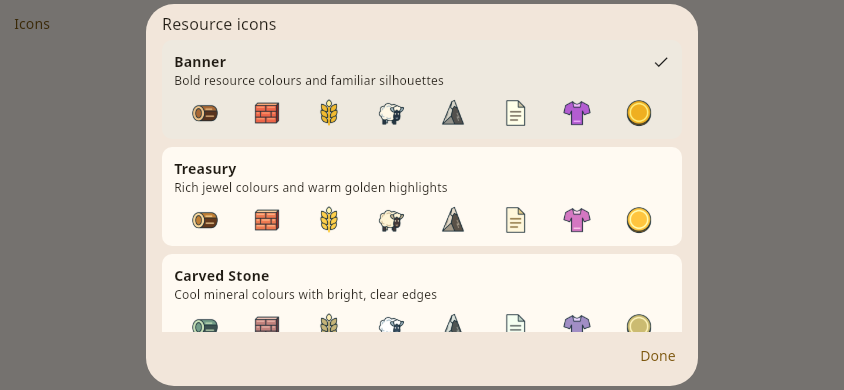 Icons
Resource icons
Banner
Bold resource colours and familiar silhouettes
Treasury
Rich jewel colours and warm golden highlights
Carved Stone
Cool mineral colours with bright, clear edges
Done